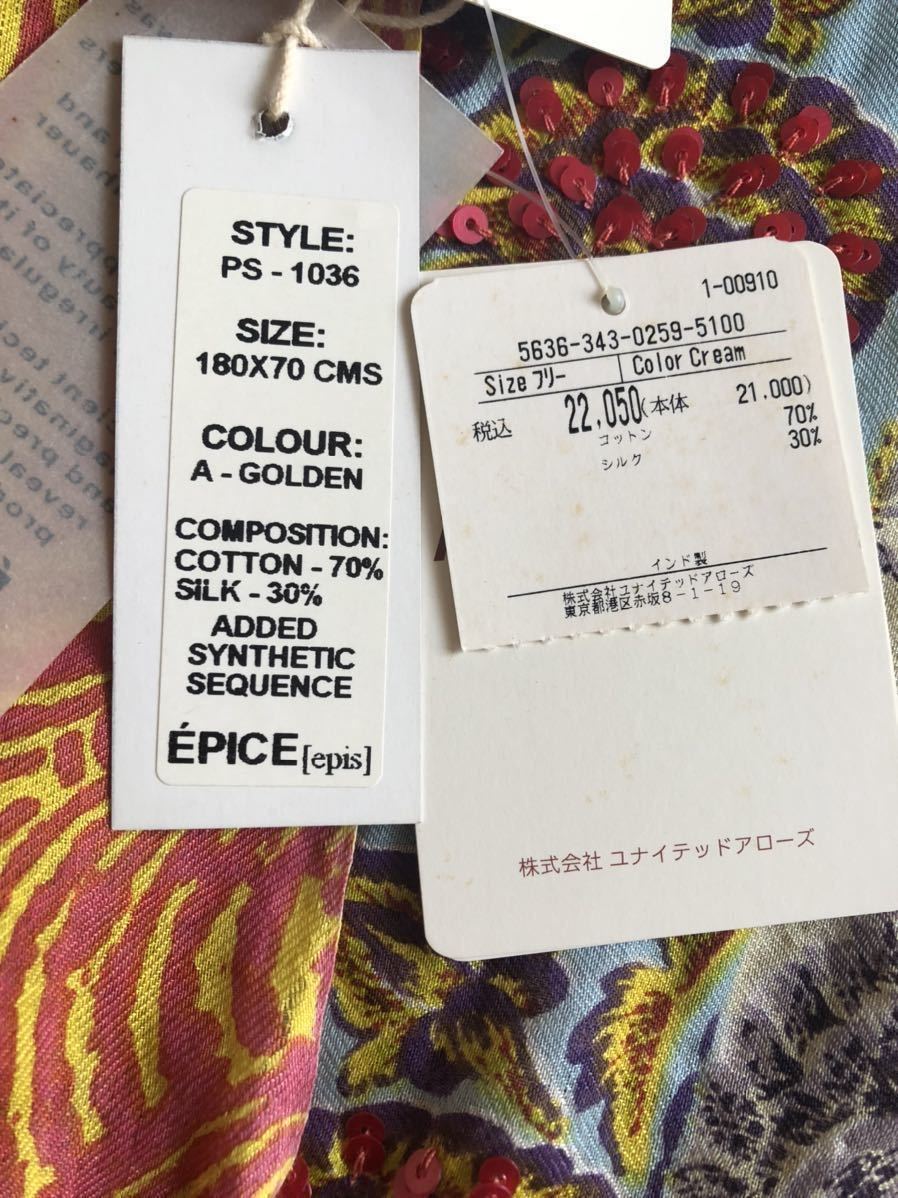 STYLE:
PS - 1036
SIZE:
180X70 CMS
COLOUR:
A - GOLDEN
COMPOSITION:
COTTON - 70%
SILK - 30%
ADDED
SYNTHETIC
SEQUENCE
ÉPICE [epis]
1-00910
5636-343-0259-5100
Size フリー Color Cream
税込 22,050(本体 21.000)
コットン 70%
シルク 30%
インド製
株式会社ユナイテッドアローズ
東京都港区赤坂8-1-19
株式会社 ユナイテッドアローズ